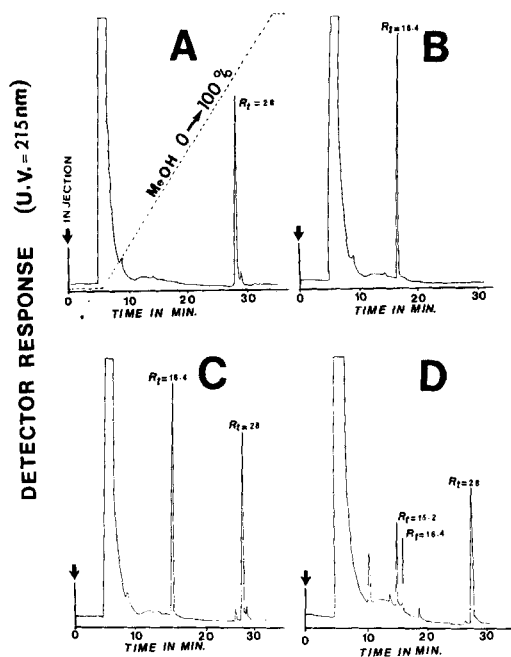 DETECTOR RESPONSE (U.V.=215nm)
A
INJECTION
MeOH 0→100%
Rt=28
0 10 20 30
TIME IN MIN.
B
Rt=16.4
0 10 20 30
TIME IN MIN.
C
Rt=16.4
Rt=28
0 10 20 30
TIME IN MIN.
D
Rt=15.2
Rt=16.4
Rt=28
0 10 20 30
TIME IN MIN.